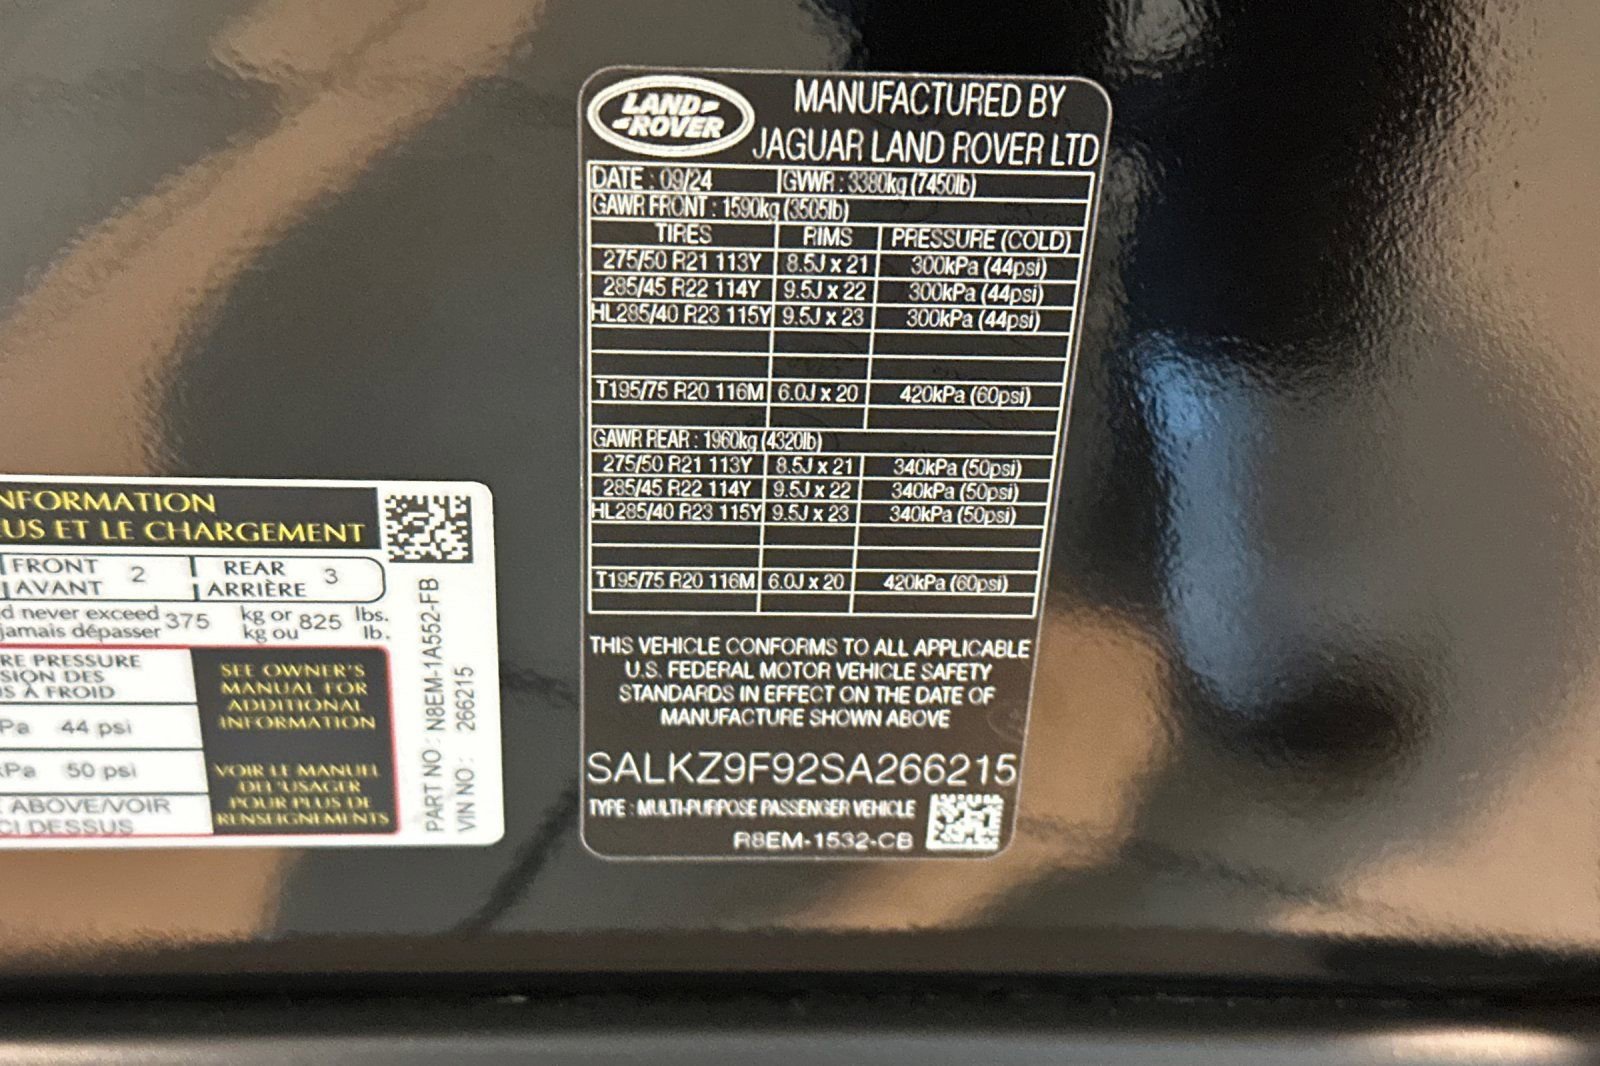 NFORMATION
EUS ET LE CHARGEMENT
FRONT 2 REAR 3
AVANT ARRIÈRE
d never exceed 375 kg or 825 lbs.
jamais dépasser kg ou lb.
RE PRESSURE
SION DES
S À FROID
Pa 44 psi
kPa 50 psi
E ABOVE/VOIR
CI DESSUS
SEE OWNER'S
MANUAL FOR
ADDITIONAL
INFORMATION
VOIR LE MANUEL
DE L'USAGER
POUR PLUS DE
RENSEIGNEMENTS
PART NO: N8EM-1A552-FB
VIN NO: 266215
LAND-
-ROVER
MANUFACTURED BY
JAGUAR LAND ROVER LTD
DATE : 09/24 GVWR : 3380kg (7450lb)
GAWR FRONT : 1590kg (3505lb)
TIRES RIMS PRESSURE (COLD)
275/50 R21 113Y 8.5J x 21 300kPa (44psi)
285/45 R22 114Y 9.5J x 22 300kPa (44psi)
HL285/40 R23 115Y 9.5J x 23 300kPa (44psi)
T195/75 R20 116M 6.0J x 20 420kPa (60psi)
GAWR REAR : 1960kg (4320lb)
275/50 R21 113Y 8.5J x 21 340kPa (50psi)
285/45 R22 114Y 9.5J x 22 340kPa (50psi)
HL285/40 R23 115Y 9.5J x 23 340kPa (50psi)
T195/75 R20 116M 6.0J x 20 420kPa (60psi)
THIS VEHICLE CONFORMS TO ALL APPLICABLE
U.S. FEDERAL MOTOR VEHICLE SAFETY
STANDARDS IN EFFECT ON THE DATE OF
MANUFACTURE SHOWN ABOVE
SALKZ9F92SA266215
TYPE : MULTI-PURPOSE PASSENGER VEHICLE
R8EM-1532-CB